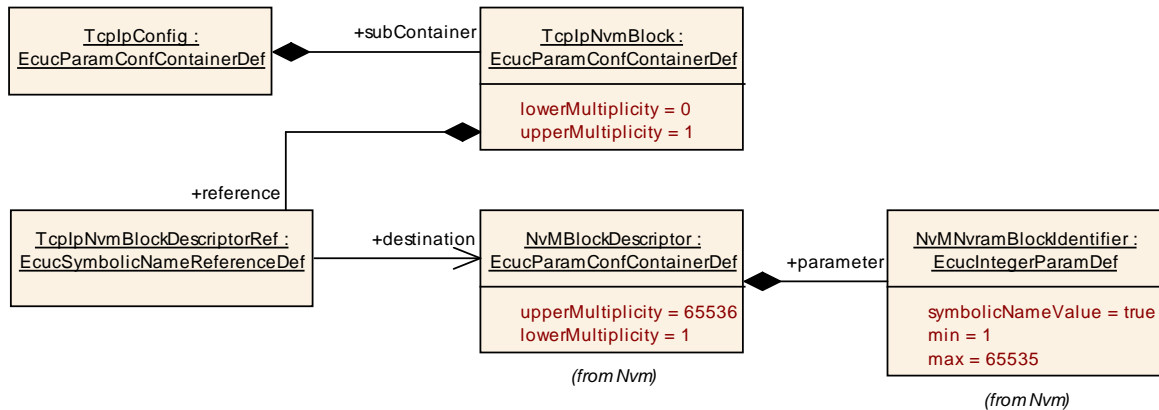 TcpIpConfig :
EcucParamConfContainerDef
+subContainer
TcpIpNvmBlock :
EcucParamConfContainerDef
lowerMultiplicity = 0
upperMultiplicity = 1
+reference
TcpIpNvmBlockDescriptorRef :
EcucSymbolicNameReferenceDef
+destination
NvMBlockDescriptor :
EcucParamConfContainerDef
upperMultiplicity = 65536
lowerMultiplicity = 1
(from Nvm)
+parameter
NvMNvramBlockIdentifier :
EcucIntegerParamDef
symbolicNameValue = true
min = 1
max = 65535
(from Nvm)